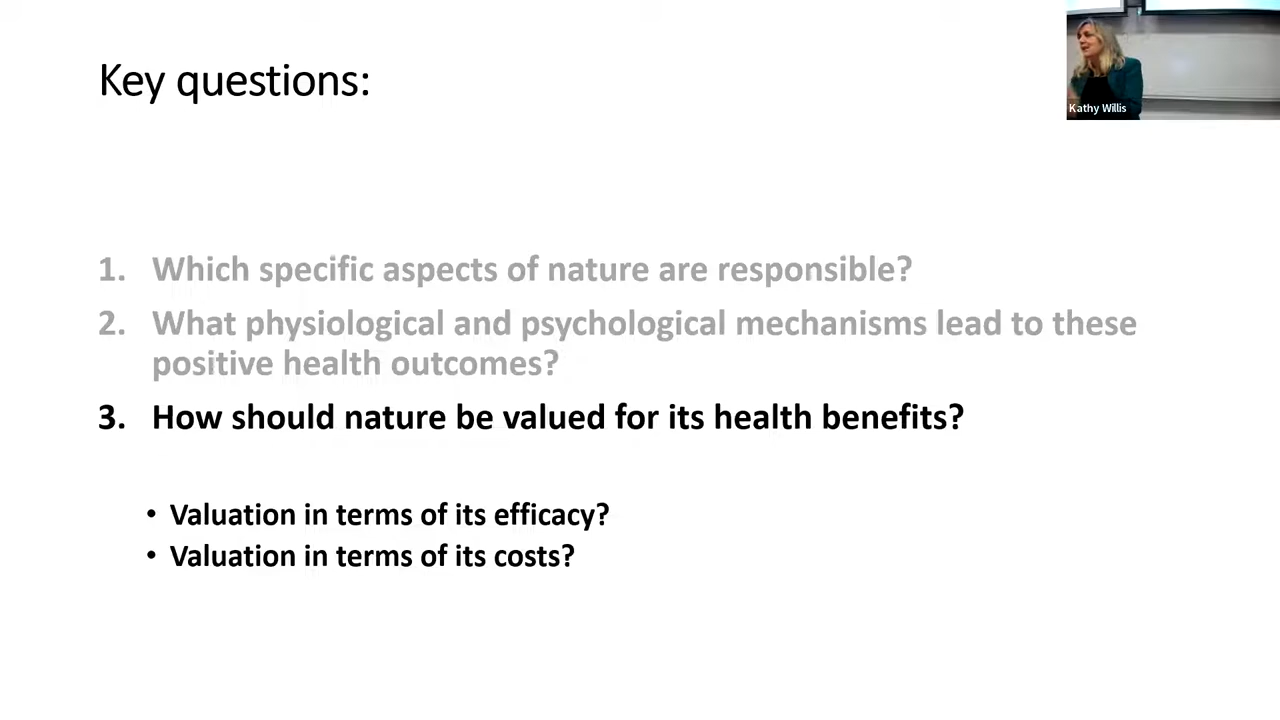 Key questions:
Kathy Willis
1. Which specific aspects of nature are responsible?
2. What physiological and psychological mechanisms lead to these
positive health outcomes?
3. How should nature be valued for its health benefits?
• Valuation in terms of its efficacy?
• Valuation in terms of its costs?